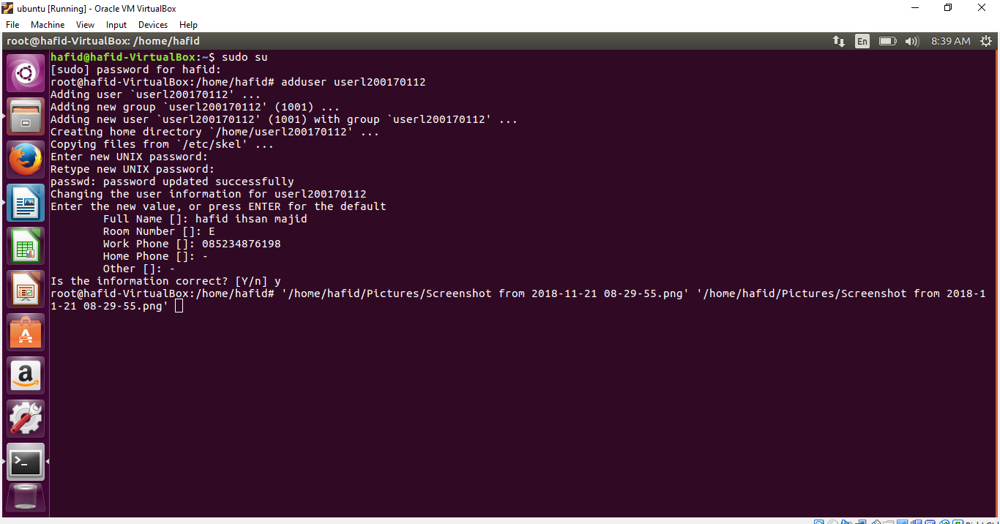 ubuntu [Running] - Oracle VM VirtualBox
File Machine View Input Devices Help
root@hafid-VirtualBox: /home/hafid En 8:39 AM
hafid@hafid-VirtualBox:~$ sudo su
[sudo] password for hafid:
root@hafid-VirtualBox:/home/hafid# adduser userl200170112
Adding user `userl200170112' ...
Adding new group `userl200170112' (1001) ...
Adding new user `userl200170112' (1001) with group `userl200170112' ...
Creating home directory `/home/userl200170112' ...
Copying files from `/etc/skel' ...
Enter new UNIX password:
Retype new UNIX password:
passwd: password updated successfully
Changing the user information for userl200170112
Enter the new value, or press ENTER for the default
Full Name []: hafid ihsan majid
Room Number []: E
Work Phone []: 085234876198
Home Phone []: -
Other []: -
Is the information correct? [Y/n] y
root@hafid-VirtualBox:/home/hafid# '/home/hafid/Pictures/Screenshot from 2018-11-21 08-29-55.png' '/home/hafid/Pictures/Screenshot from 2018-1
1-21 08-29-55.png'